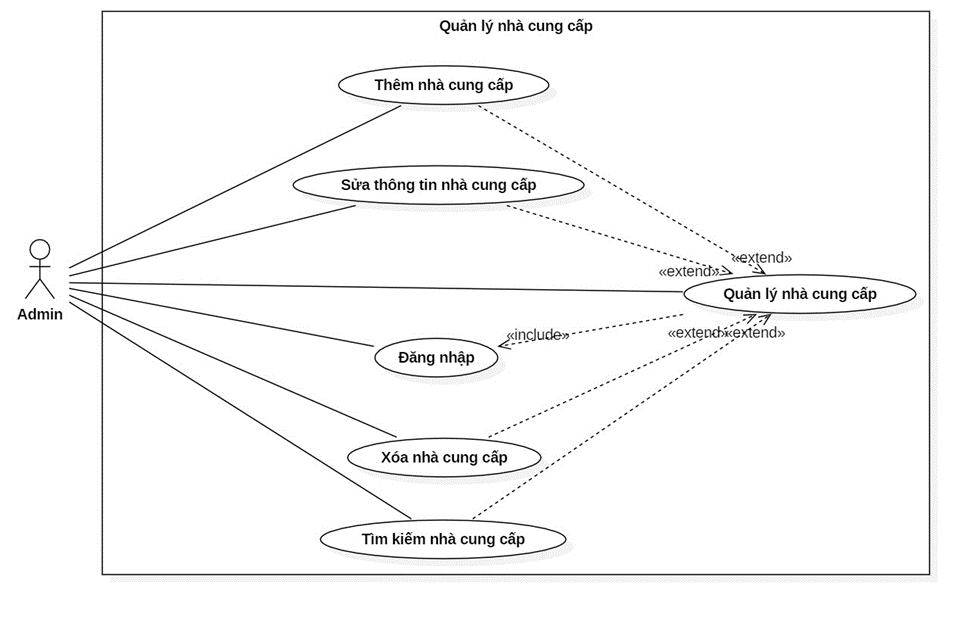 Quản lý nhà cung cấp
Thêm nhà cung cấp
Sửa thông tin nhà cung cấp
«extend»
«extend»
Quản lý nhà cung cấp
Admin
«include»
«extend»
«extend»
Đăng nhập
Xóa nhà cung cấp
Tìm kiếm nhà cung cấp